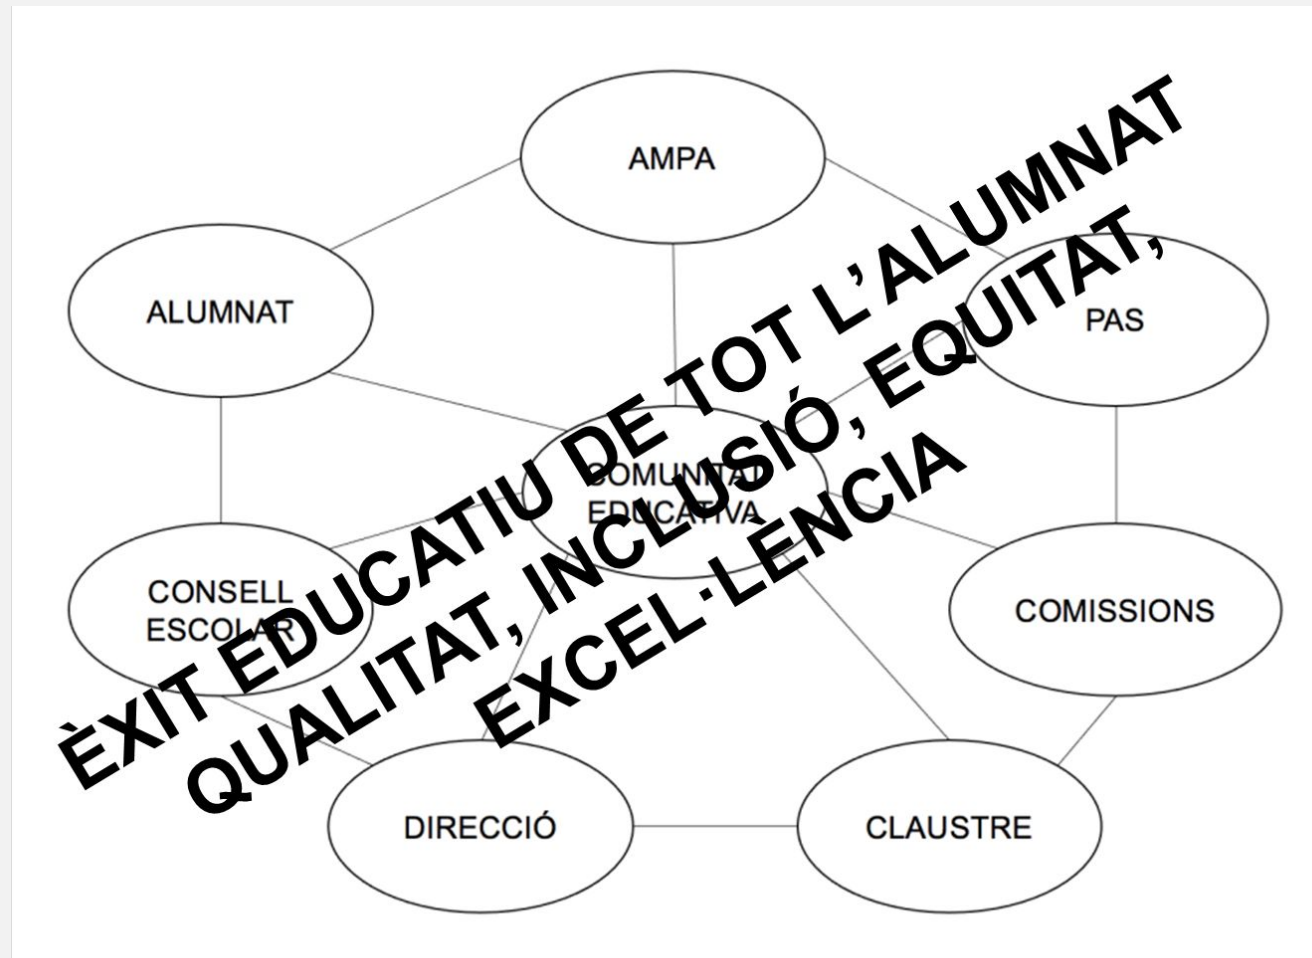 AMPA
ALUMNAT
PAS
COMUNITAT
EDUCATIVA
CONSELL
ESCOLAR
COMISSIONS
DIRECCIÓ
CLAUSTRE
ÈXIT EDUCATIU DE TOT L’ALUMNAT
QUALITAT, INCLUSIÓ, EQUITAT,
EXCEL·LÈNCIA